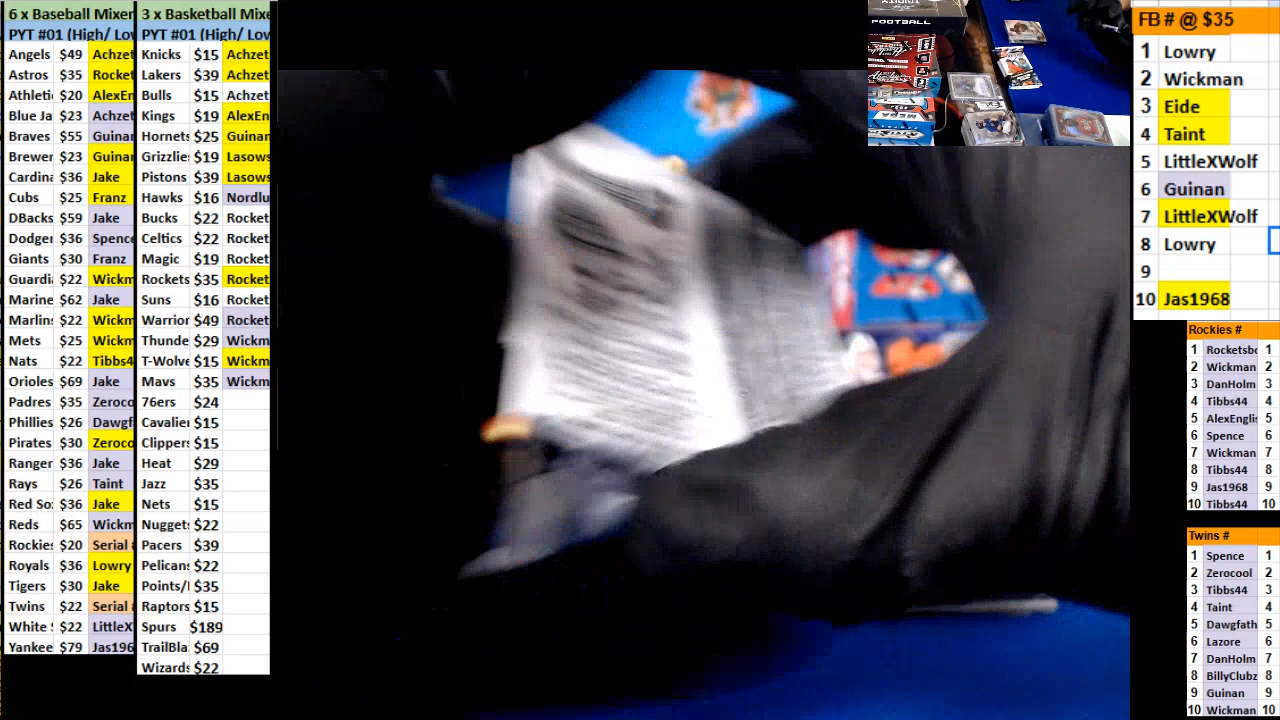 6 x Baseball Mixer
PYT #01 (High/ Lov
Angels $49 Achzet
Astros $35 Rocket
Athletic $20 AlexEn
Blue Ja $23 Achzet
Braves $55 Guinan
Brewer $23 Guinan
Cardina $36 Jake
Cubs $25 Franz
DBacks $59 Jake
Dodger $36 Spence
Giants $30 Franz
Guardi $22 Wickm
Marine $62 Jake
Marlins $22 Wickm
Mets $25 Wickm
Nats $22 Tibbs4
Orioles $69 Jake
Padres $35 Zeroco
Phillies $26 Dawgf
Pirates $30 Zeroco
Ranger $36 Jake
Rays $26 Taint
Red So $36 Jake
Reds $65 Wickm
Rockies $20 Serial
Royals $36 Lowry
Tigers $30 Jake
Twins $22 Serial
White S $22 LittleX
Yankee $79 Jas196
3 x Basketball Mixe
PYT #01 (High/ Lov
Knicks $15 Achzet
Lakers $39 Achzet
Bulls $15 Achzet
Kings $19 AlexEn
Hornets $25 Guinan
Grizzlie $19 Lasows
Pistons $39 Lasows
Hawks $16 Nordlu
Bucks $22 Rocket
Celtics $22 Rocket
Magic $19 Rocket
Rockets $35 Rocket
Suns $16 Rocket
Warrior $49 Rocket
Thunde $29 Wickm
T-Wolve $15 Wickm
Mavs $35 Wickm
76ers $24
Cavalier $15
Clippers $15
Heat $29
Jazz $35
Nets $15
Nuggets $22
Pacers $39
Pelicans $22
Points/ $35
Raptors $15
Spurs $189
TrailBla $69
Wizards $22
FOOTBALL
FB # @ $35
1 Lowry
2 Wickman
3 Eide
4 Taint
5 LittleXWolf
6 Guinan
7 LittleXWolf
8 Lowry
9
10 Jas1968
Rockies #
1 Rocketsbo 1
2 Wickman 2
3 DanHolm 3
4 Tibbs44 4
5 AlexEnglis 5
6 Spence 6
7 Wickman 7
8 Tibbs44 8
9 Jas1968 9
10 Tibbs44 10
Twins #
1 Spence 1
2 Zerocool 2
3 Tibbs44 3
4 Taint 4
5 Dawgfath 5
6 Lazore 6
7 DanHolm 7
8 BillyClubz 8
9 Guinan 9
10 Wickman 10